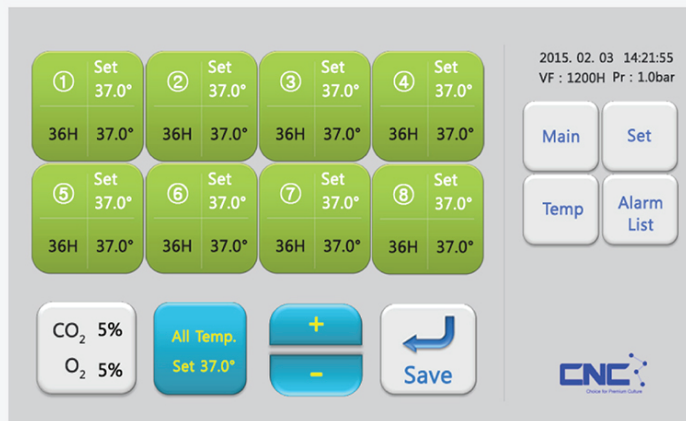 ① Set 37.0°
36H 37.0°
② Set 37.0°
36H 37.0°
③ Set 37.0°
36H 37.0°
④ Set 37.0°
36H 37.0°
⑤ Set 37.0°
36H 37.0°
⑥ Set 37.0°
36H 37.0°
⑦ Set 37.0°
36H 37.0°
⑧ Set 37.0°
36H 37.0°
CO₂ 5%
O₂ 5%
All Temp.
Set 37.0°
+
-
Save
2015. 02. 03 14:21:55
VF : 1200H Pr : 1.0bar
Main
Set
Temp
Alarm
List
CNC
Choice for Premium Culture